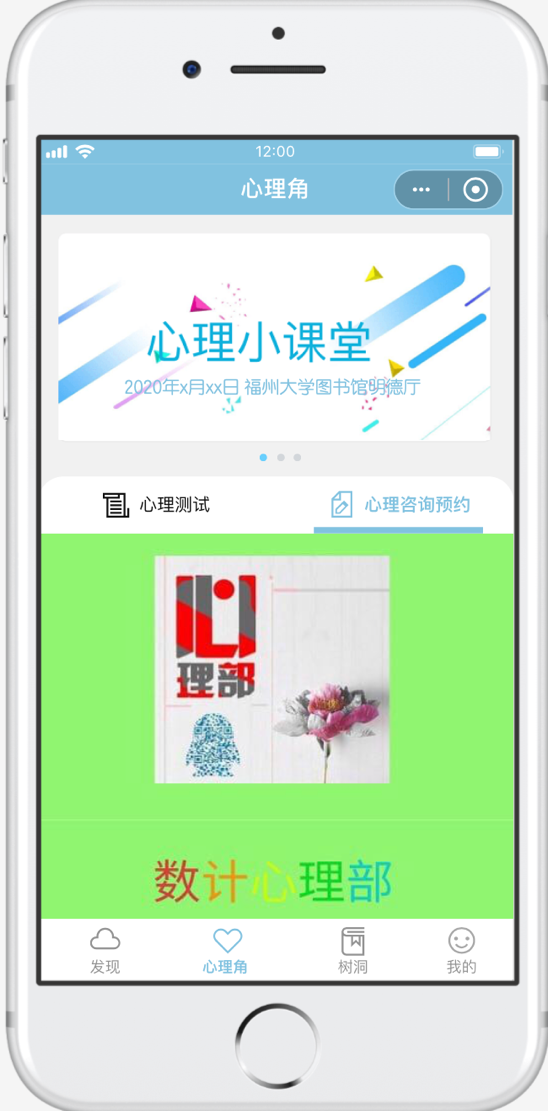 12:00
心理角
心理小课堂
2020年x月xx日 福州大学图书馆明德厅
心理测试
心理咨询预约
心
理部
数计心理部
发现
心理角
树洞
我的